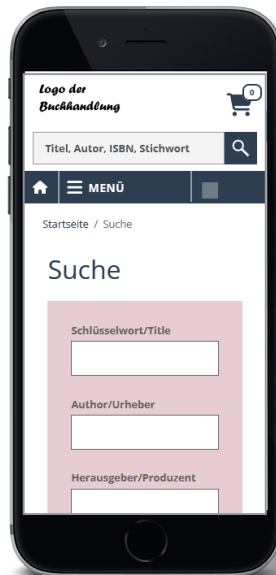 Logo der
Buchhandlung
0
Titel, Autor, ISBN, Stichwort
MENÜ
Startseite / Suche
Suche
Schlüsselwort/Title
Author/Urheber
Herausgeber/Produzent